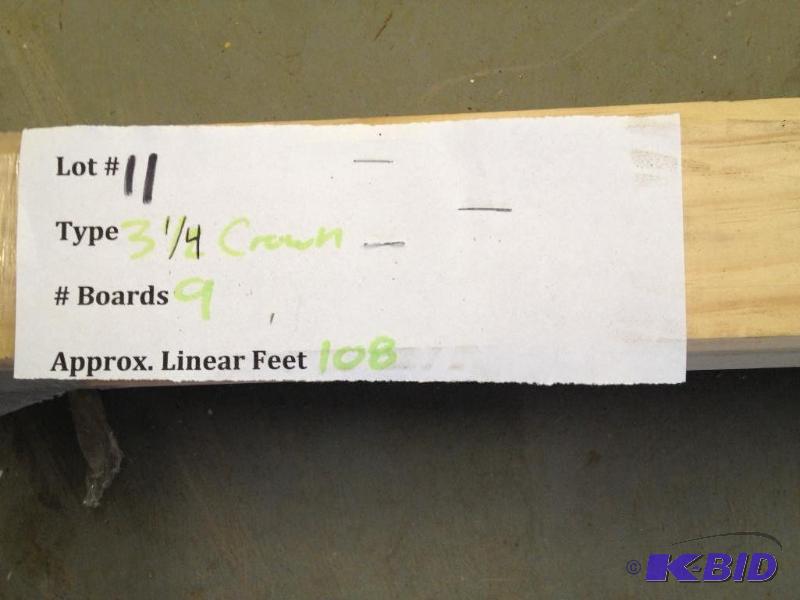 Lot # 11
Type 3 1/4 Crown
# Boards 9
Approx. Linear Feet 108
© K-BID